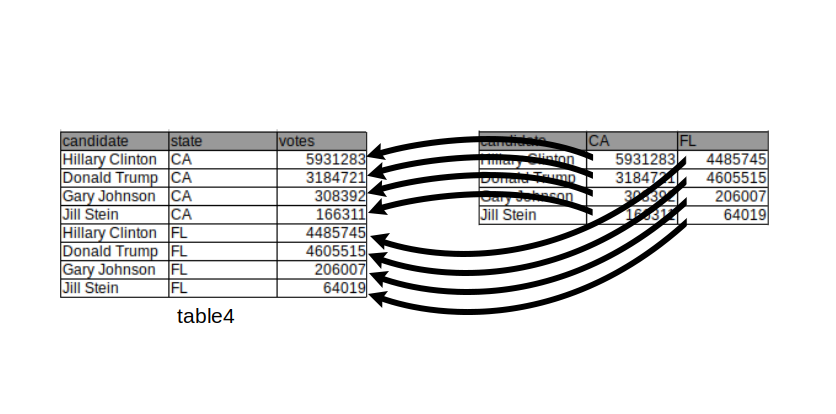 candidate state votes
Hillary Clinton CA 5931283
Donald Trump CA 3184721
Gary Johnson CA 308392
Jill Stein CA 166311
Hillary Clinton FL 4485745
Donald Trump FL 4605515
Gary Johnson FL 206007
Jill Stein FL 64019
table4
candidate CA FL
Hillary Clinton 5931283 4485745
Donald Trump 3184721 4605515
Gary Johnson 308392 206007
Jill Stein 166311 64019